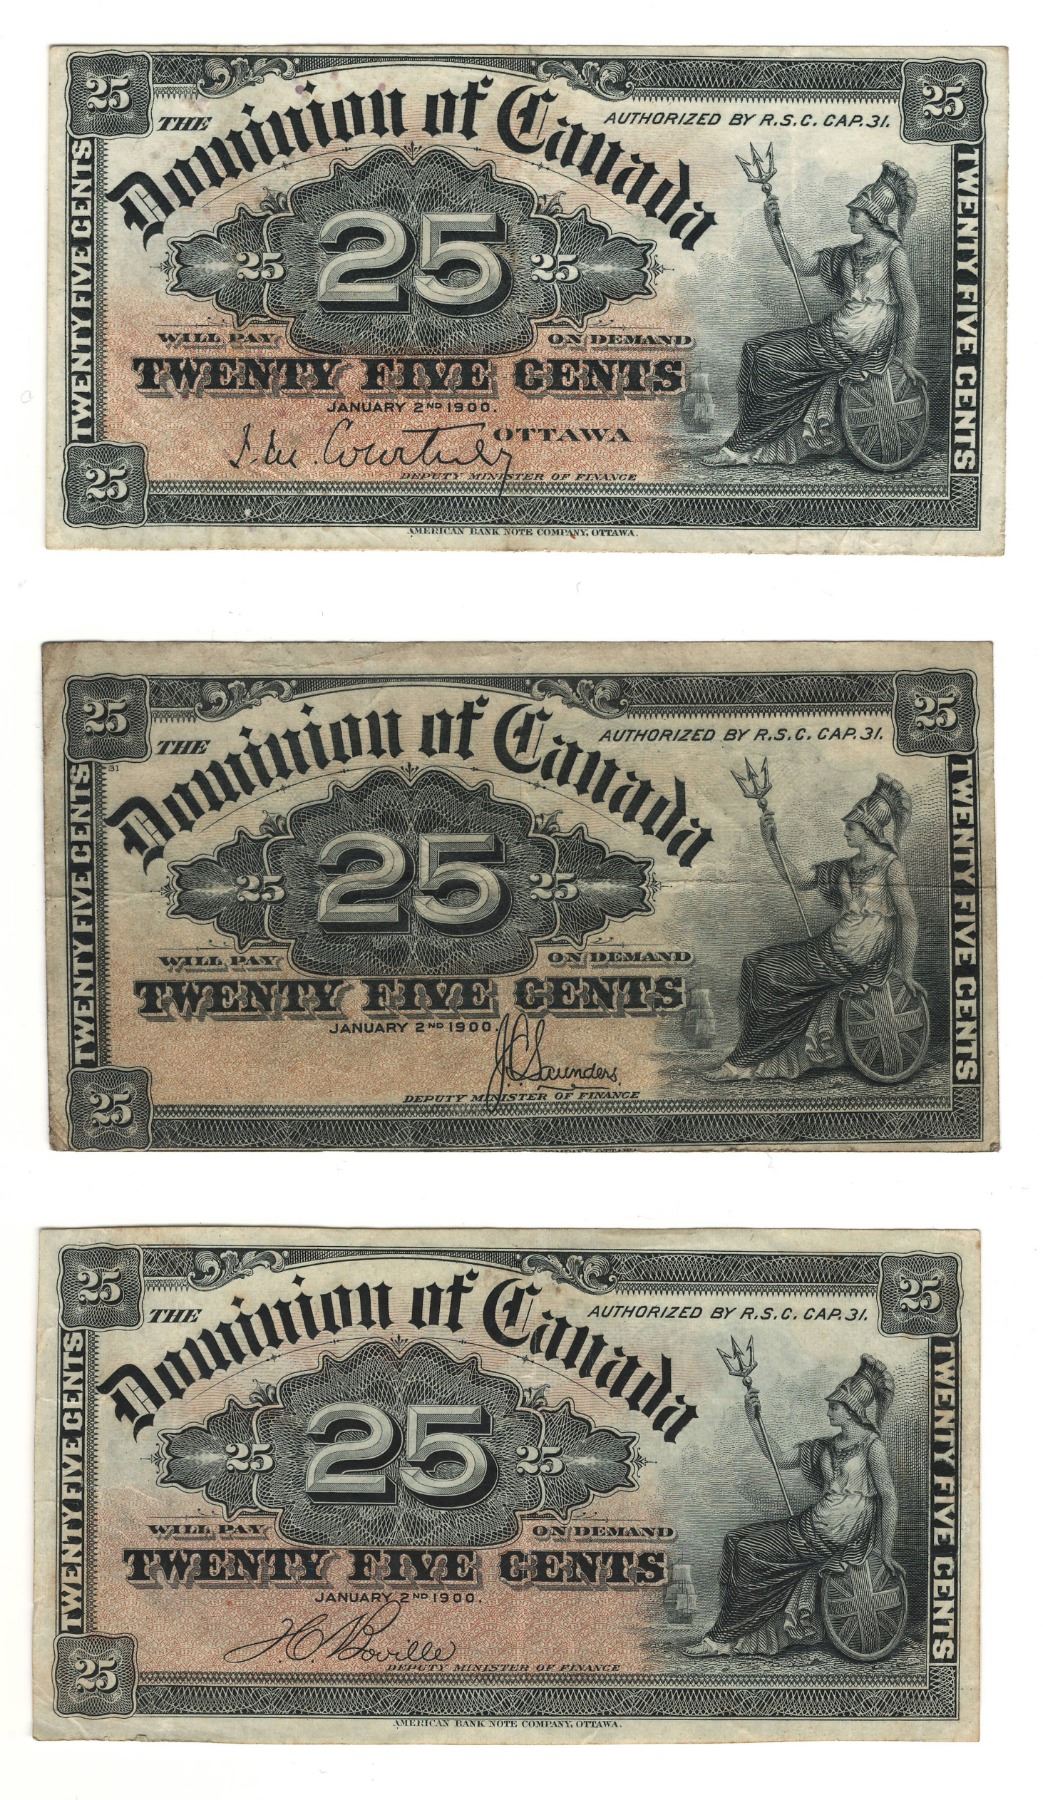 25 25
THE Dominion of Canada AUTHORIZED BY R.S.C. CAP.31.
TWENTY FIVE CENTS
25 25 25
TWENTY FIVE CENTS
WILL PAY ON DEMAND
TWENTY FIVE CENTS
JANUARY 2ND 1900.
OTTAWA
J.M. Courtney
DEPUTY MINISTER OF FINANCE
25
AMERICAN BANK NOTE COMPANY, OTTAWA.
25 25
THE Dominion of Canada AUTHORIZED BY R.S.C. CAP.31.
31
TWENTY FIVE CENTS
25 25 25
TWENTY FIVE CENTS
WILL PAY ON DEMAND
TWENTY FIVE CENTS
JANUARY 2ND 1900.
J C Saunders
DEPUTY MINISTER OF FINANCE
25
25 25
THE Dominion of Canada AUTHORIZED BY R.S.C. CAP.31.
TWENTY FIVE CENTS
25 25 25
TWENTY FIVE CENTS
WILL PAY ON DEMAND
TWENTY FIVE CENTS
JANUARY 2ND 1900.
T.C. Boville
DEPUTY MINISTER OF FINANCE
25
AMERICAN BANK NOTE COMPANY, OTTAWA.